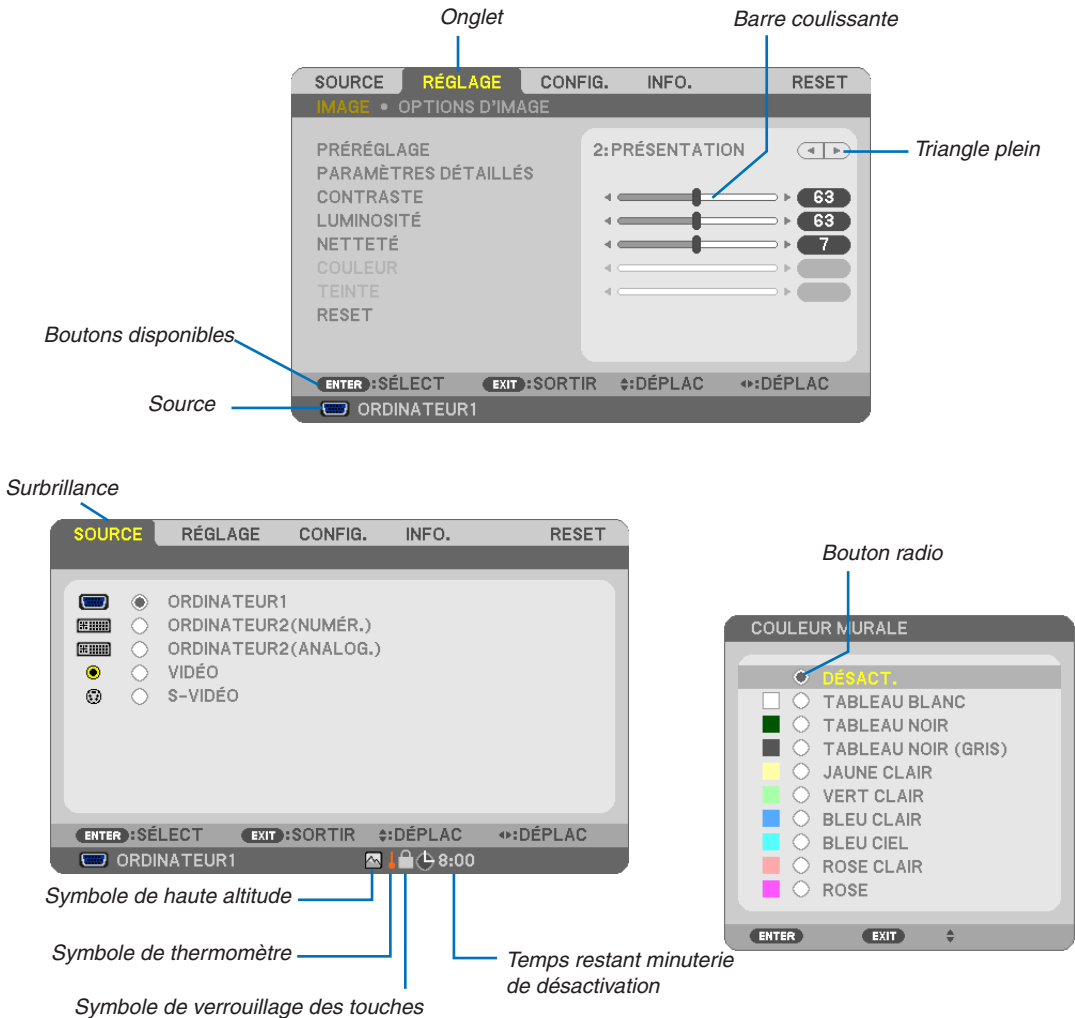 Onglet
Barre coulissante
SOURCE RÉGLAGE CONFIG. INFO. RESET
IMAGE • OPTIONS D'IMAGE
PRÉRÉGLAGE 2:PRÉSENTATION
Triangle plein
PARAMÈTRES DÉTAILLÉS
CONTRASTE 63
LUMINOSITÉ 63
NETTETÉ 7
COULEUR
TEINTE
RESET
Boutons disponibles
ENTER:SÉLECT EXIT:SORTIR :DÉPLAC :DÉPLAC
Source
ORDINATEUR1
Surbrillance
SOURCE RÉGLAGE CONFIG. INFO. RESET
ORDINATEUR1
ORDINATEUR2(NUMÉR.)
ORDINATEUR2(ANALOG.)
VIDÉO
S-VIDÉO
ENTER:SÉLECT EXIT:SORTIR :DÉPLAC :DÉPLAC
ORDINATEUR1 8:00
Symbole de haute altitude
Symbole de thermomètre
Symbole de verrouillage des touches
Temps restant minuterie
de désactivation
Bouton radio
COULEUR MURALE
DÉSACT.
TABLEAU BLANC
TABLEAU NOIR
TABLEAU NOIR (GRIS)
JAUNE CLAIR
VERT CLAIR
BLEU CLAIR
BLEU CIEL
ROSE CLAIR
ROSE
ENTER EXIT